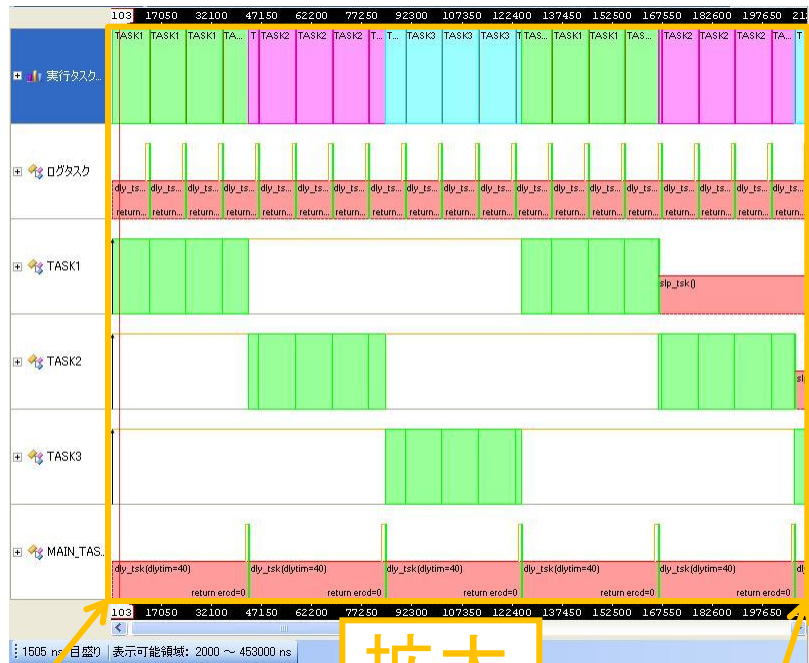 103 17050 32100 47150 62200 77250 92300 107350 122400 137450 152500 167550 182600 197650 21
TASK1 TASK1 TASK1 TA... T TASK2 TASK2 TASK2 T... T... TASK3 TASK3 TASK3 T TAS... TASK1 TASK1 TAS... TASK2 TASK2 TASK2 TA... T
実行タスク...
ログタスク
dly_ts... dly_ts... dly_ts... dly_ts... dly_ts... dly_ts... dly_ts... dly_ts... dly_ts... dly_ts... dly_ts... dly_ts... dly_ts... dly_ts... dly_ts... dly_ts... dly_ts... dly_ts... dly_ts...
return... return... return... return... return... return... return... return... return... return... return... return... return... return... return... return... return... return... return...
TASK1
slp_tsk()
TASK2
sl
TASK3
MAIN_TAS...
dly_tsk(dlytim=40) dly_tsk(dlytim=40) dly_tsk(dlytim=40) dly_tsk(dlytim=40) dly_tsk(dlytim=40) dl
return ercd=0 return ercd=0 return ercd=0 return ercd=0 return ercd=0
103 17050 32100 47150 62200 77250 92300 107350 122400 137450 152500 167550 182600 197650
1505 ns 目盛り 表示可能領域: 2000 ～ 453000 ns
拡大